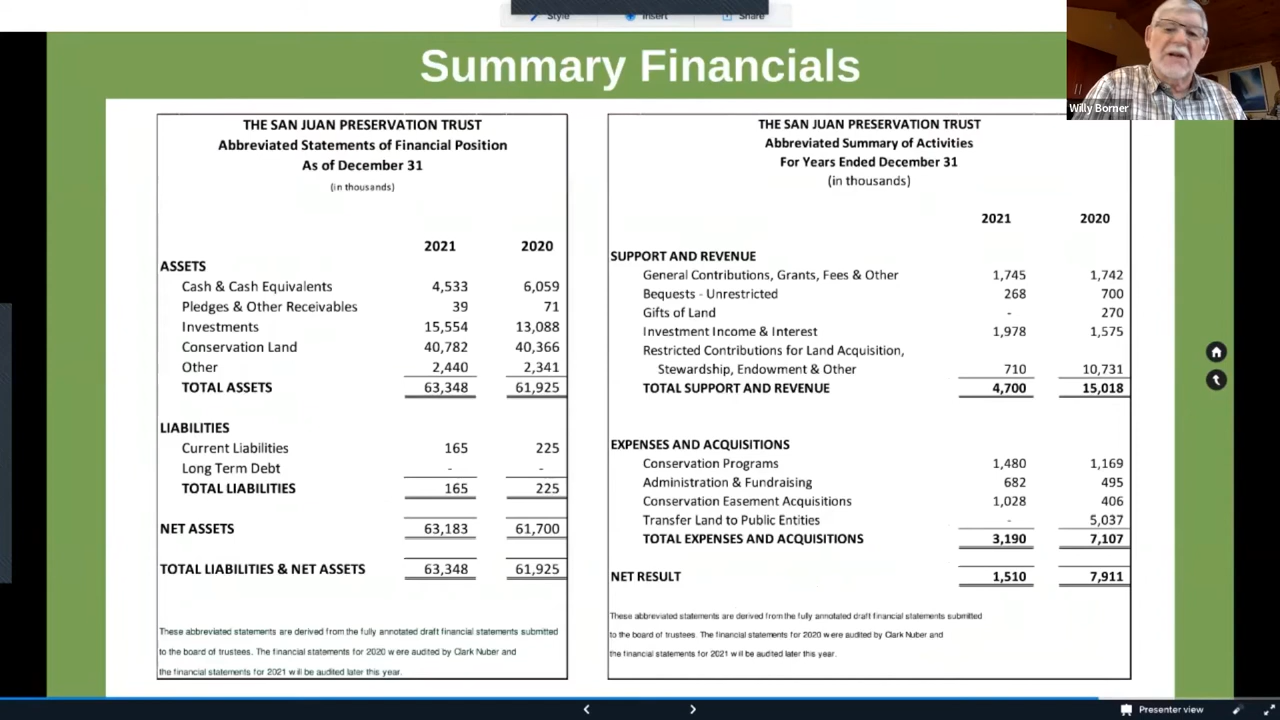 Style Insert Share
Summary Financials
Willy Borner
THE SAN JUAN PRESERVATION TRUST
Abbreviated Statements of Financial Position
As of December 31
(in thousands)
2021 2020
ASSETS
Cash & Cash Equivalents 4,533 6,059
Pledges & Other Receivables 39 71
Investments 15,554 13,088
Conservation Land 40,782 40,366
Other 2,440 2,341
TOTAL ASSETS 63,348 61,925
LIABILITIES
Current Liabilities 165 225
Long Term Debt - -
TOTAL LIABILITIES 165 225
NET ASSETS 63,183 61,700
TOTAL LIABILITIES & NET ASSETS 63,348 61,925
These abbreviated statements are derived from the fully annotated draft financial statements submitted
to the board of trustees. The financial statements for 2020 were audited by Clark Nuber and
the financial statements for 2021 will be audited later this year.
THE SAN JUAN PRESERVATION TRUST
Abbreviated Summary of Activities
For Years Ended December 31
(in thousands)
2021 2020
SUPPORT AND REVENUE
General Contributions, Grants, Fees & Other 1,745 1,742
Bequests - Unrestricted 268 700
Gifts of Land - 270
Investment Income & Interest 1,978 1,575
Restricted Contributions for Land Acquisition,
Stewardship, Endowment & Other 710 10,731
TOTAL SUPPORT AND REVENUE 4,700 15,018
EXPENSES AND ACQUISITIONS
Conservation Programs 1,480 1,169
Administration & Fundraising 682 495
Conservation Easement Acquisitions 1,028 406
Transfer Land to Public Entities - 5,037
TOTAL EXPENSES AND ACQUISITIONS 3,190 7,107
NET RESULT 1,510 7,911
These abbreviated statements are derived from the fully annotated draft financial statements submitted
to the board of trustees. The financial statements for 2020 were audited by Clark Nuber and
the financial statements for 2021 will be audited later this year.
Presenter view